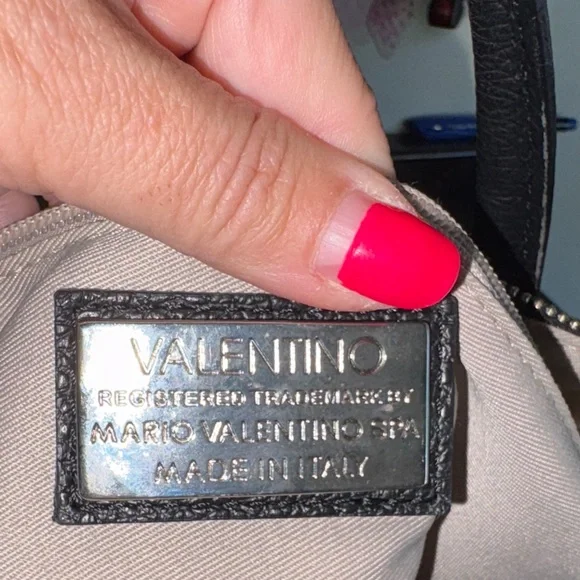 VALENTINO
REGISTERED TRADEMARK BY
MARIO VALENTINO SPA
MADE IN ITALY